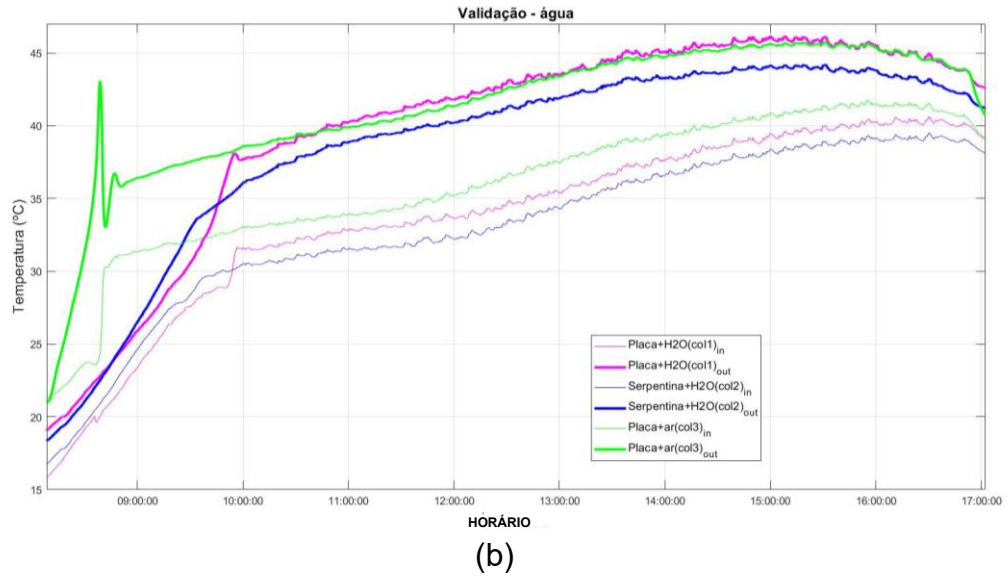 Validação - água
Temperatura (ºC)
45
40
35
30
25
20
15
Placa+H2O(col1)in
Placa+H2O(col1)out
Serpentina+H2O(col2)in
Serpentina+H2O(col2)out
Placa+ar(col3)in
Placa+ar(col3)out
09:00:00 10:00:00 11:00:00 12:00:00 13:00:00 14:00:00 15:00:00 16:00:00 17:00:00
HORÁRIO
(b)